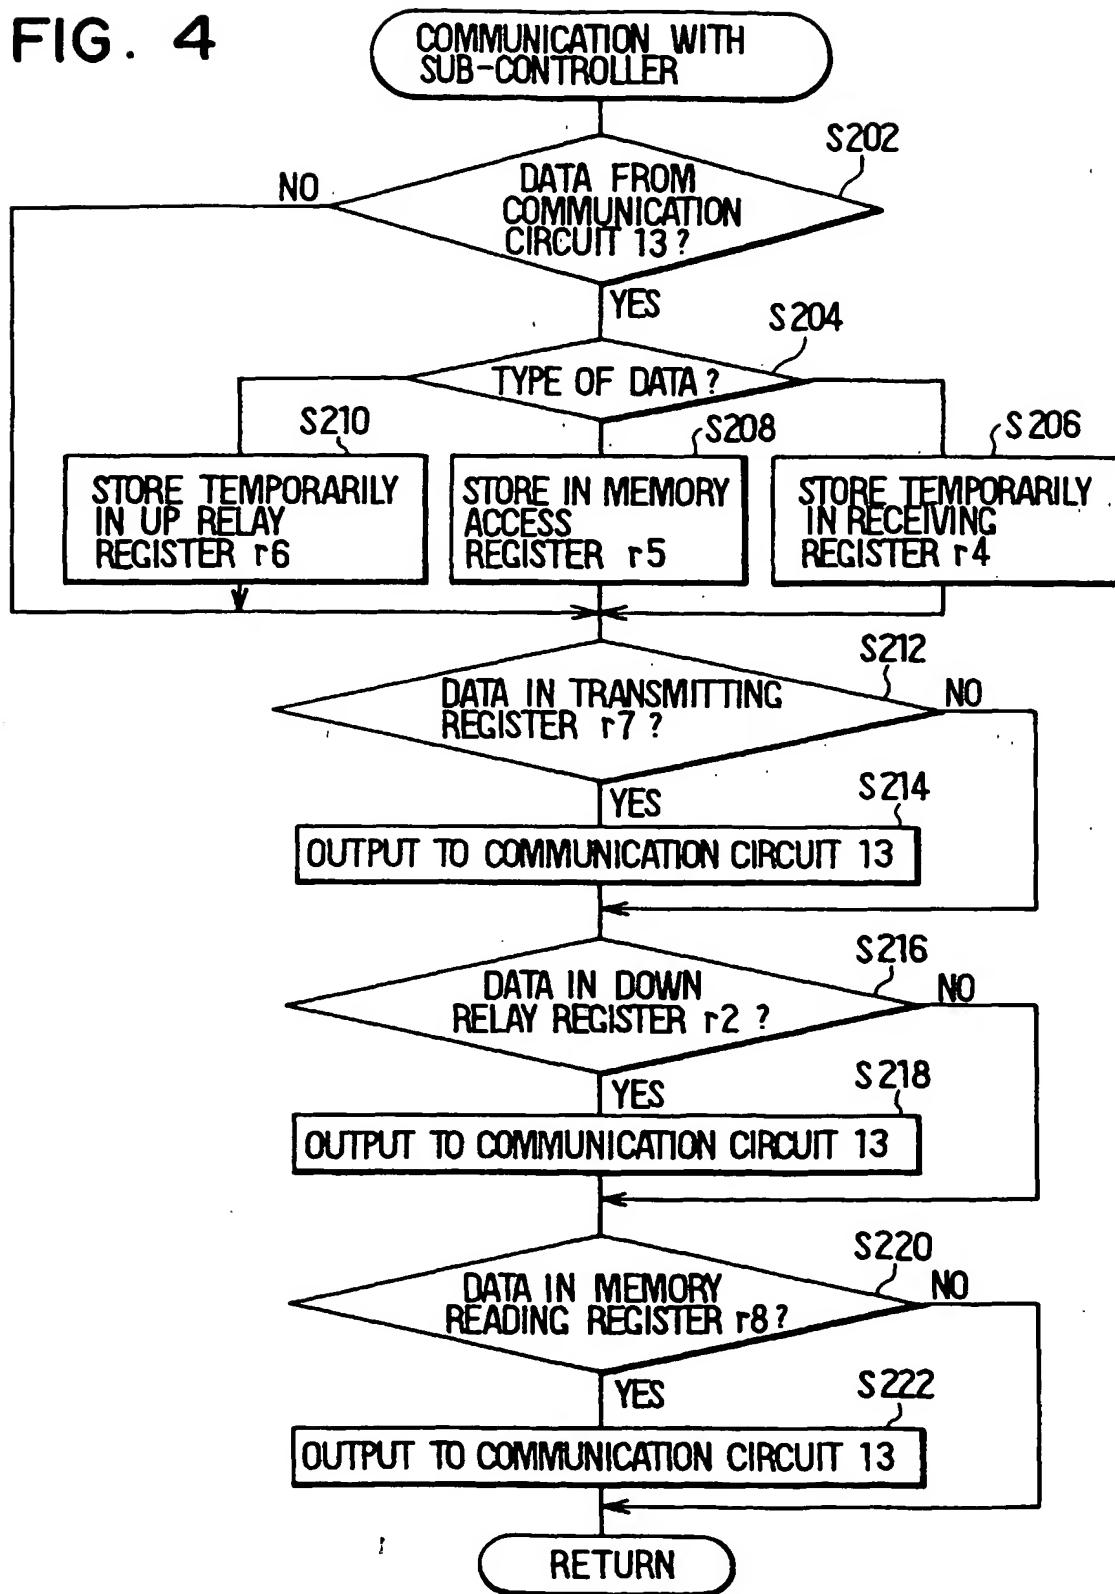 FIG. 4
COMMUNICATION WITH
SUB-CONTROLLER
S202
NO
DATA FROM
COMMUNICATION
CIRCUIT 13?
YES
S204
TYPE OF DATA?
S210
S208
S206
STORE TEMPORARILY
IN UP RELAY
REGISTER r6
STORE IN MEMORY
ACCESS
REGISTER r5
STORE TEMPORARILY
IN RECEIVING
REGISTER r4
S212
DATA IN TRANSMITTING
REGISTER r7?
NO
YES
S214
OUTPUT TO COMMUNICATION CIRCUIT 13
S216
DATA IN DOWN
RELAY REGISTER r2?
NO
YES
S218
OUTPUT TO COMMUNICATION CIRCUIT 13
S220
DATA IN MEMORY
READING REGISTER r8?
NO
YES
S222
OUTPUT TO COMMUNICATION CIRCUIT 13
RETURN